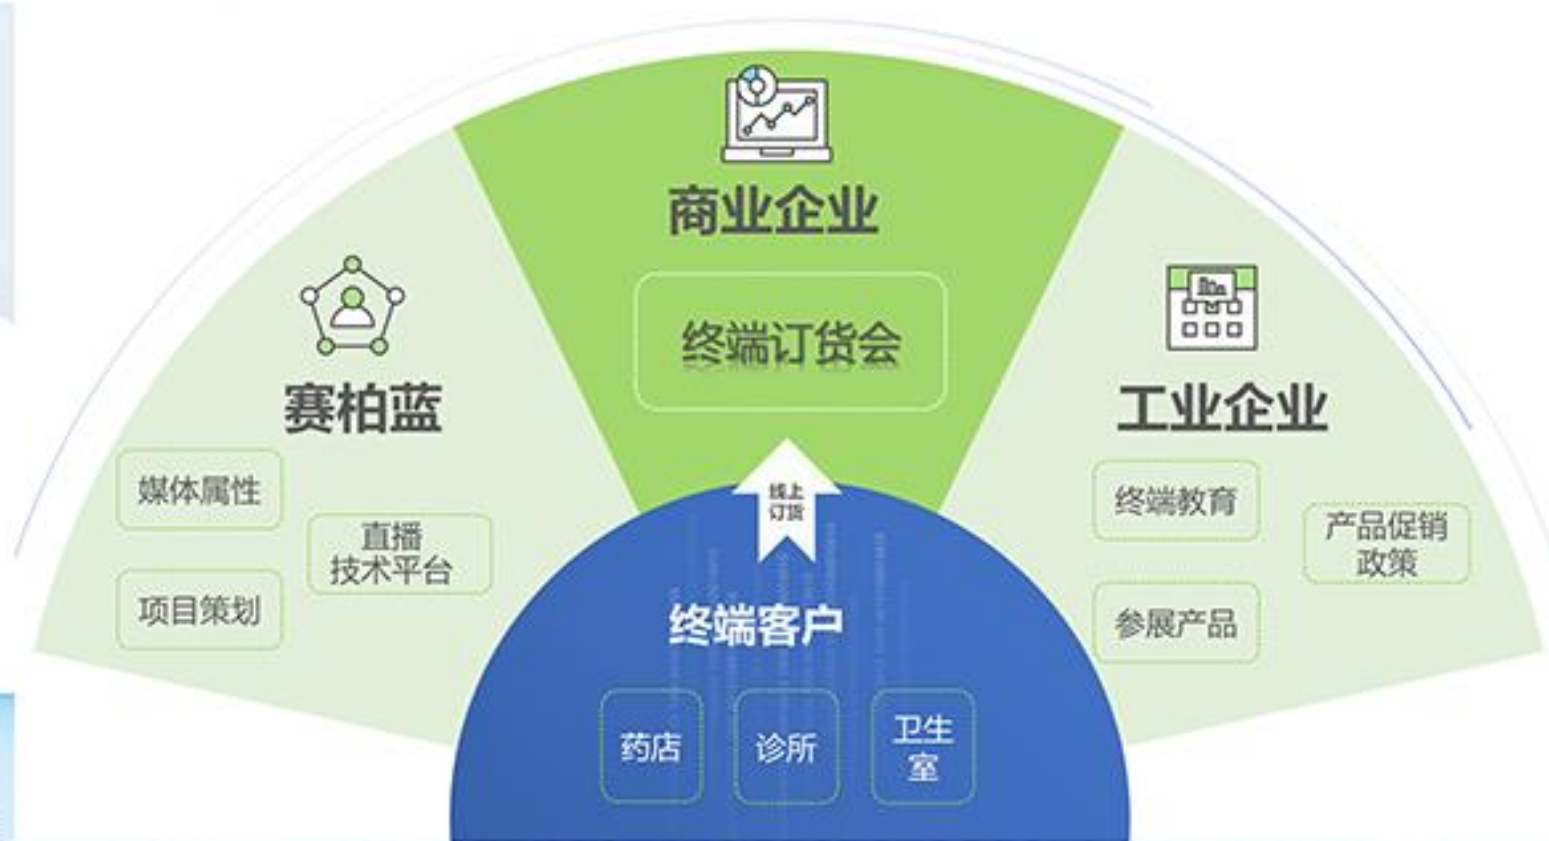 商业企业
终端订货会
赛柏蓝
媒体属性
直播
技术平台
项目策划
工业企业
终端教育
产品促销
政策
参展产品
线上
订货
终端客户
药店
诊所
卫生
室